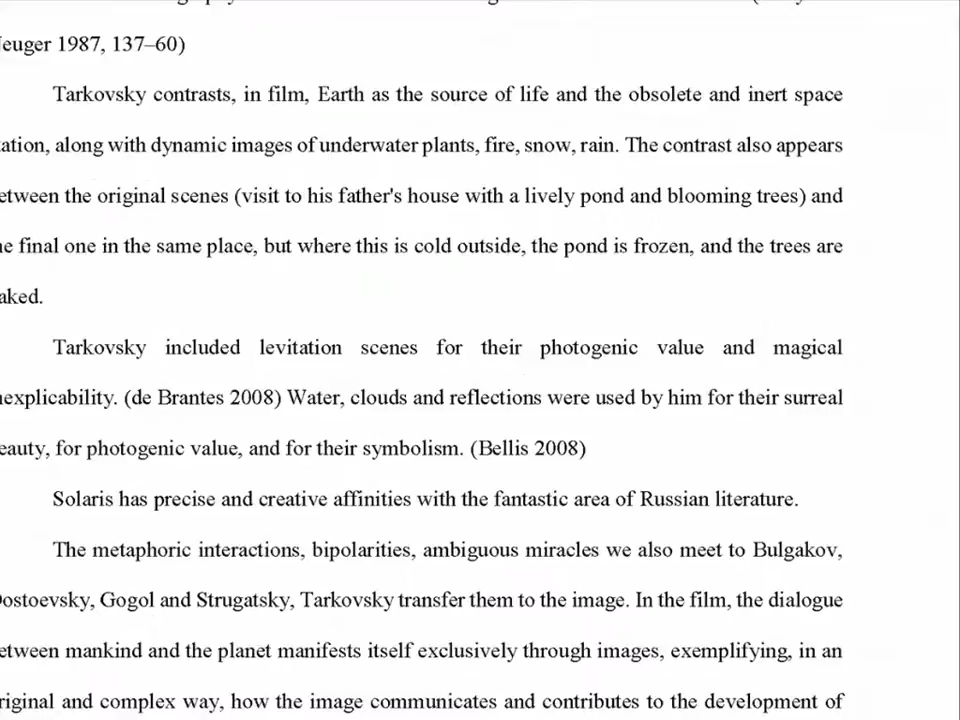 euger 1987, 137–60)
Tarkovsky contrasts, in film, Earth as the source of life and the obsolete and inert space
ation, along with dynamic images of underwater plants, fire, snow, rain. The contrast also appears
etween the original scenes (visit to his father's house with a lively pond and blooming trees) and
he final one in the same place, but where this is cold outside, the pond is frozen, and the trees are
aked.
Tarkovsky included levitation scenes for their photogenic value and magical
nexplicability. (de Brantes 2008) Water, clouds and reflections were used by him for their surreal
eauty, for photogenic value, and for their symbolism. (Bellis 2008)
Solaris has precise and creative affinities with the fantastic area of Russian literature.
The metaphoric interactions, bipolarities, ambiguous miracles we also meet to Bulgakov,
Dostoevsky, Gogol and Strugatsky, Tarkovsky transfer them to the image. In the film, the dialogue
etween mankind and the planet manifests itself exclusively through images, exemplifying, in an
riginal and complex way, how the image communicates and contributes to the development of